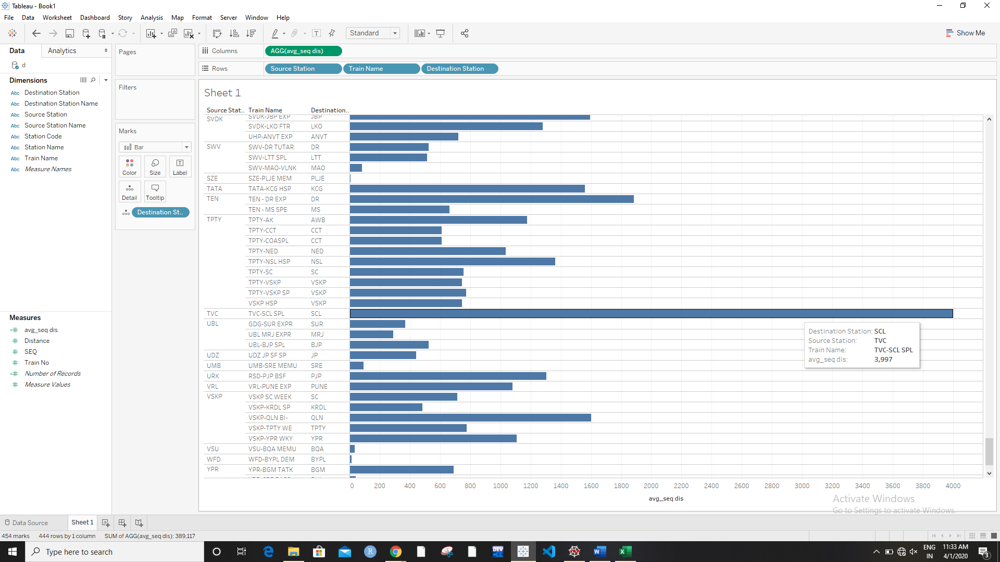 Tableau - Book1
File Data Worksheet Dashboard Story Analysis Map Format Server Window Help
Standard
Show Me
Data Analytics
d
Dimensions
Destination Station
Destination Station Name
Source Station
Source Station Name
Station Code
Station Name
Train Name
Measure Names
Measures
avg_seq dis
Distance
SEQ
Train No
Number of Records
Measure Values
Pages
Filters
Marks
Bar
Color Size Label
Detail Tooltip
Destination St..
Columns AGG(avg_seq dis)
Rows Source Station Train Name Destination Station
Sheet 1
Source Stat.. Train Name Destination..
SVDK SVDK-JBP EXP JBP
SVDK-LKO FTR LKO
UHP-ANVT EXP ANVT
SWV SWV-DR TUTAR DR
SWV-LTT SPL LTT
SWV-MAO-VLNK MAO
SZE SZE-PLJE MEM PLJE
TATA TATA-KCG HSP KCG
TEN TEN - DR EXP DR
TEN - MS SPE MS
TPTY TPTY-AK AWB
TPTY-CCT CCT
TPTY-COASPL CCT
TPTY-NED NED
TPTY-NSL HSP NSL
TPTY-SC SC
TPTY-VSKP VSKP
TPTY-VSKP SP VSKP
VSKP HSP VSKP
TVC TVC-SCL SPL SCL
UBL GDG-SUR EXPR SUR
UBL MRJ EXPR MRJ
UBL-BJP SPL BJP
UDZ UDZ JP SF SP JP
UMB UMB-SRE MEMU SRE
URK RSD-PJP BSF PJP
VRL VRL-PUNE EXP PUNE
VSKP VSKP SC WEEK SC
VSKP-KRDL SP KRDL
VSKP-QLN BI- QLN
VSKP-TPTY WE TPTY
VSKP-YPR WKY YPR
VSU VSU-BQA MEMU BQA
WFD WFD-BYPL DEM BYPL
YPR YPR-BGM TATK BGM
Destination Station: SCL
Source Station: TVC
Train Name: TVC-SCL SPL
avg_seq dis: 3,997
0 200 400 600 800 1000 1200 1400 1600 1800 2000 2200 2400 2600 2800 3000 3200 3400 3600 3800 4000
avg_seq dis
Activate Windows
Go to Settings to activate Windows.
Data Source Sheet 1
454 marks 444 rows by 1 column SUM of AGG(avg_seq dis): 389,117
Type here to search
ENG
IN
11:33 AM
4/1/2020
3